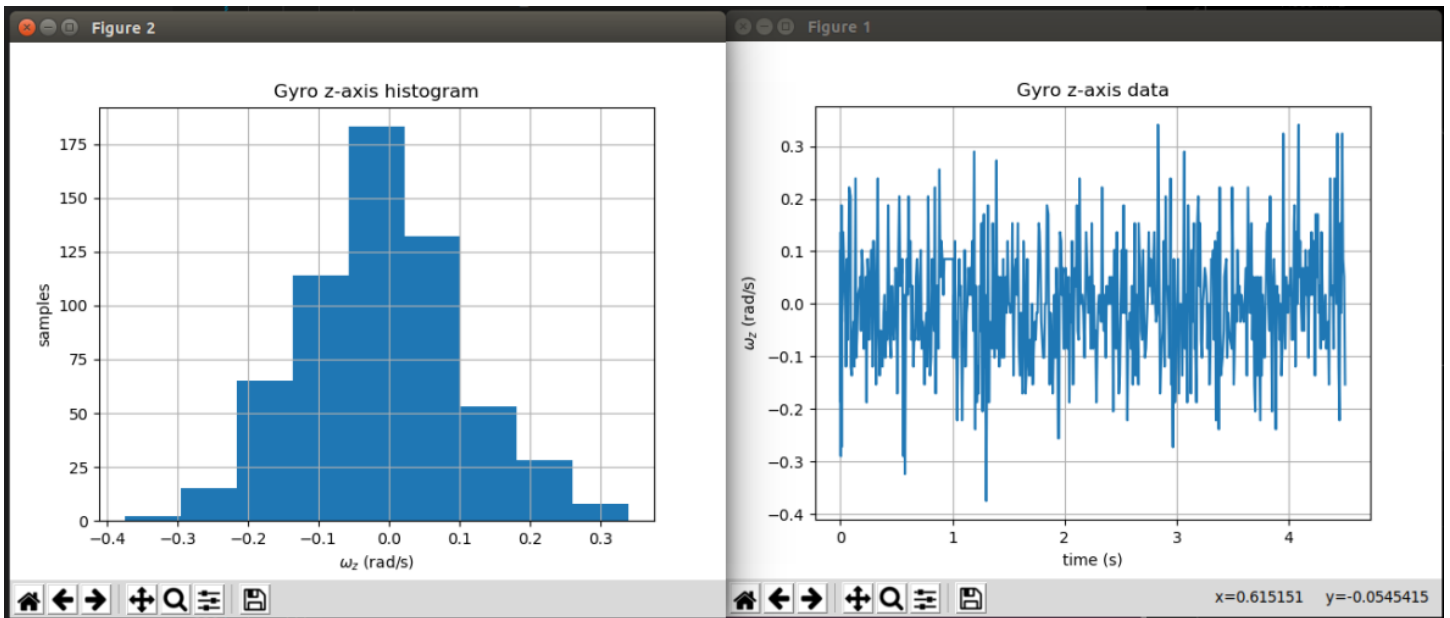 Figure 2
Gyro z-axis histogram
175
150
125
100
75
50
25
0
samples
−0.4 −0.3 −0.2 −0.1 0.0 0.1 0.2 0.3
ω_z (rad/s)
Figure 1
Gyro z-axis data
0.3
0.2
0.1
0.0
−0.1
−0.2
−0.3
−0.4
ω_z (rad/s)
0 1 2 3 4
time (s)
x=0.615151 y=-0.0545415